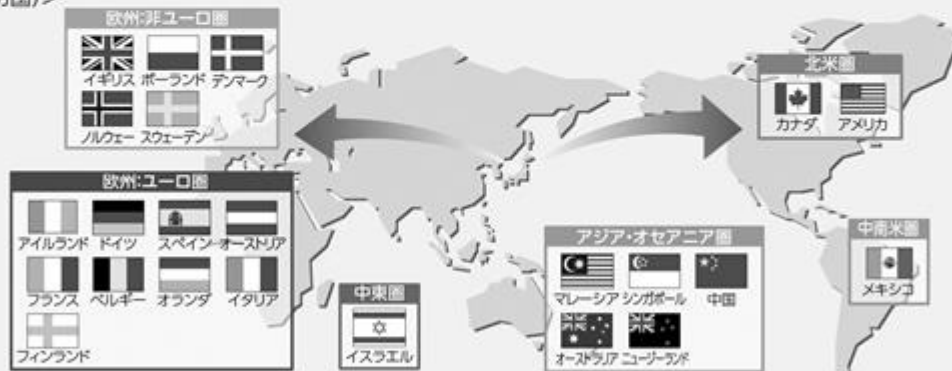 欧州:非ユーロ圏
イギリス ポーランド デンマーク
ノルウェー スウェーデン
北米圏
カナダ アメリカ
欧州:ユーロ圏
アイルランド ドイツ スペイン オーストリア
フランス ベルギー オランダ イタリア
フィンランド
中東圏
イスラエル
アジア・オセアニア圏
マレーシア シンガポール 中国
オーストラリア ニュージーランド
中南米圏
メキシコ